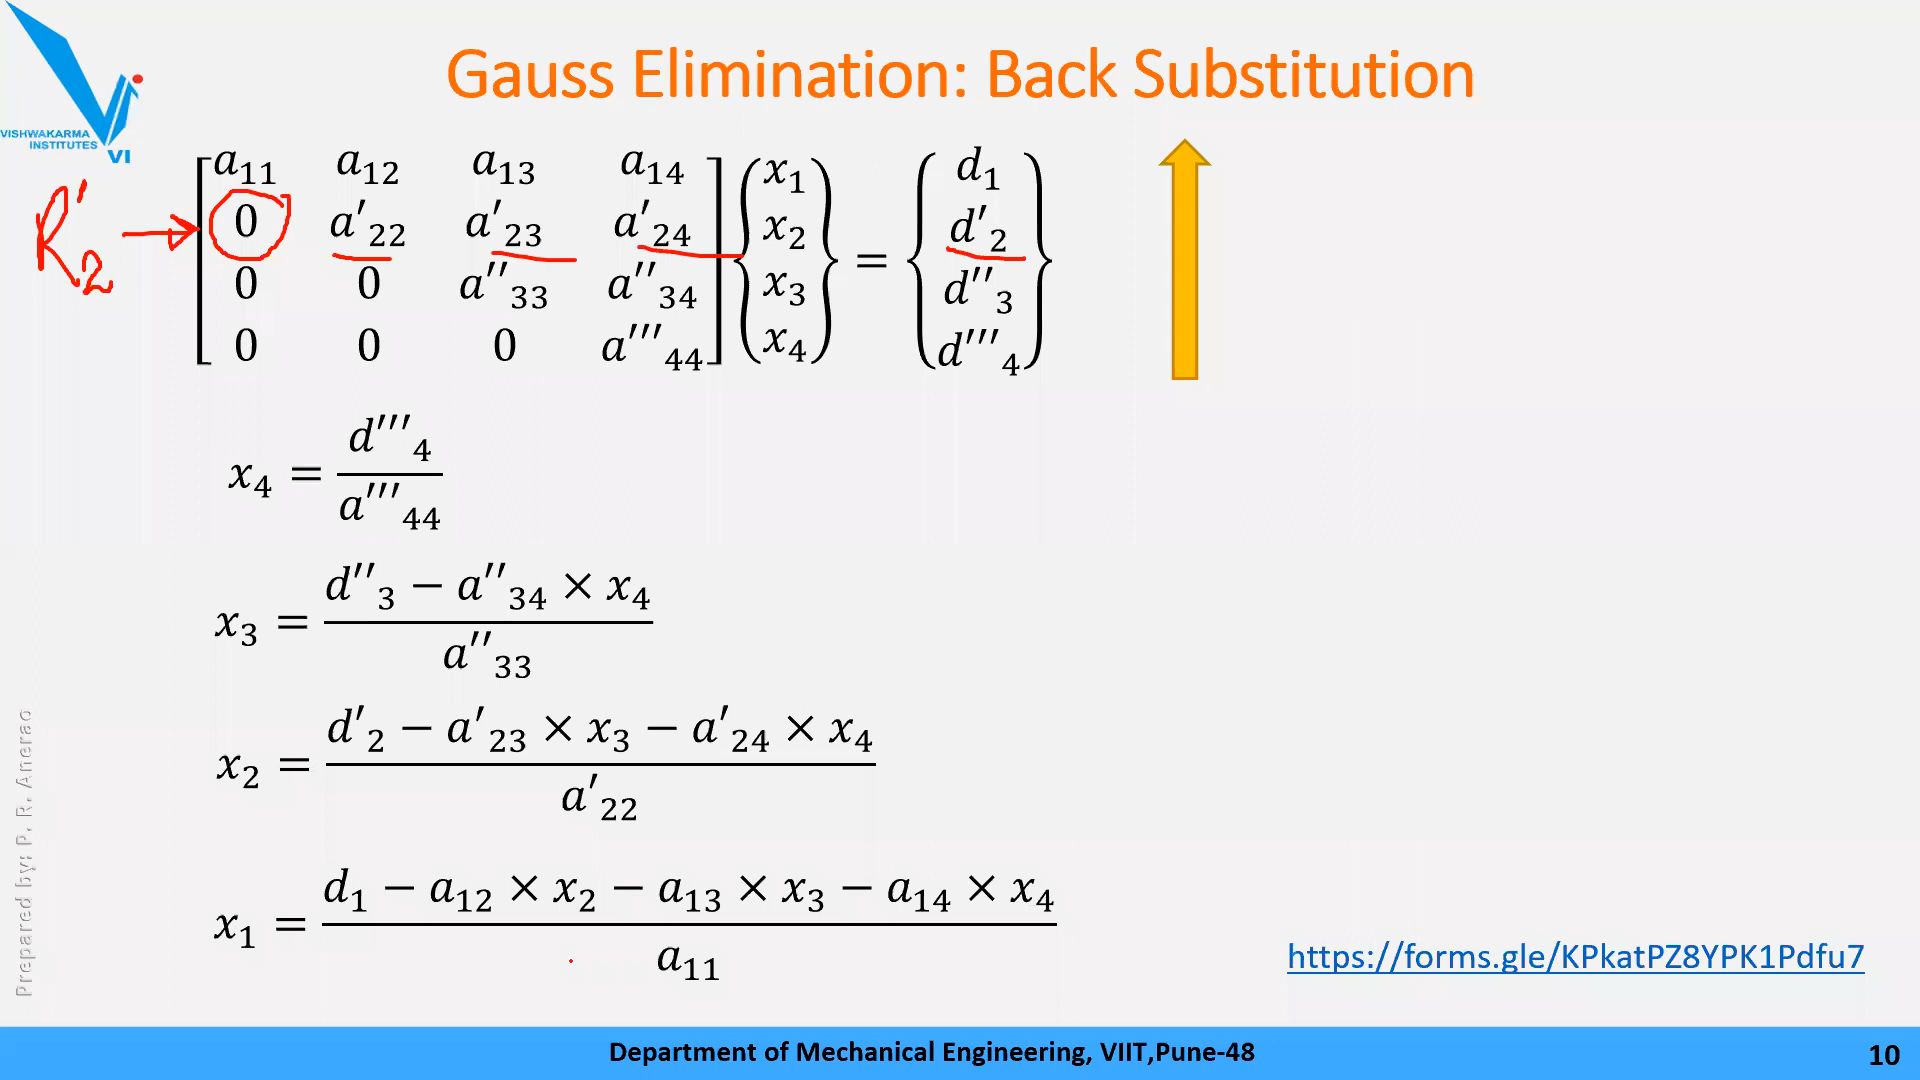 Gauss Elimination: Back Substitution
VISHWAKARMA
INSTITUTES
VI
R'₂ →
a₁₁ a₁₂ a₁₃ a₁₄ x₁ d₁
0 a′₂₂ a′₂₃ a′₂₄ x₂ = d′₂
0 0 a′′₃₃ a′′₃₄ x₃ d′′₃
0 0 0 a′′′₄₄ x₄ d′′′₄
x₄ = d′′′₄ / a′′′₄₄
x₃ = (d′′₃ − a′′₃₄ × x₄) / a′′₃₃
x₂ = (d′₂ − a′₂₃ × x₃ − a′₂₄ × x₄) / a′₂₂
x₁ = (d₁ − a₁₂ × x₂ − a₁₃ × x₃ − a₁₄ × x₄) / a₁₁
https://forms.gle/KPkatPZ8YPK1Pdfu7
Prepared by: P. R. Anerao
Department of Mechanical Engineering, VIIT,Pune-48
10